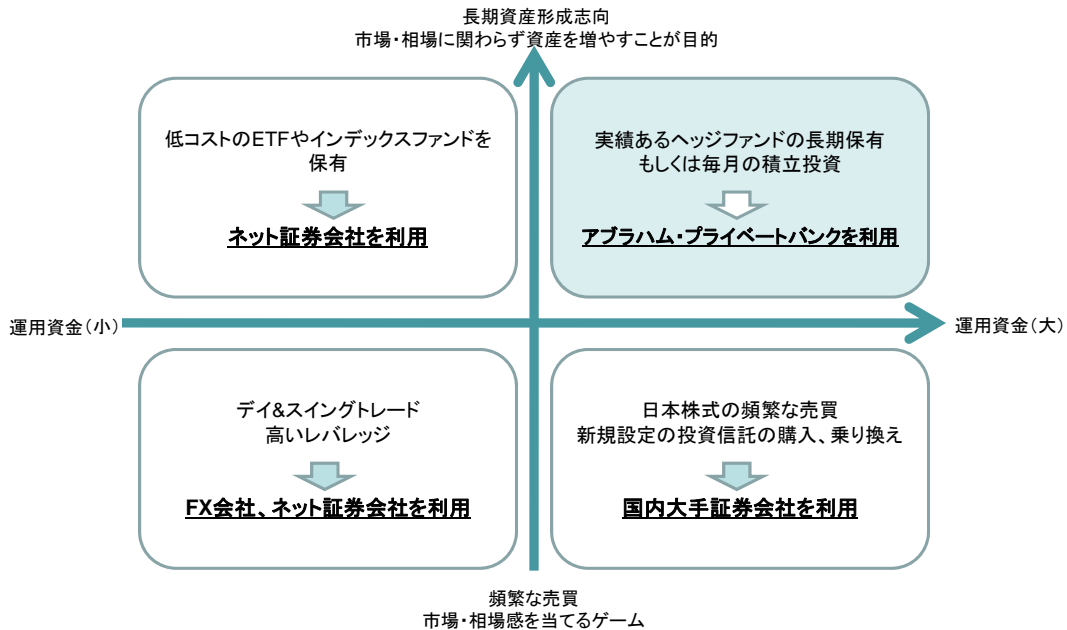 長期資産形成志向
市場・相場に関わらず資産を増やすことが目的
低コストのETFやインデックスファンドを
保有
ネット証券会社を利用
実績あるヘッジファンドの長期保有
もしくは毎月の積立投資
アブラハム・プライベートバンクを利用
運用資金(小)
運用資金(大)
デイ&スイングトレード
高いレバレッジ
FX会社、ネット証券会社を利用
日本株式の頻繁な売買
新規設定の投資信託の購入、乗り換え
国内大手証券会社を利用
頻繁な売買
市場・相場感を当てるゲーム